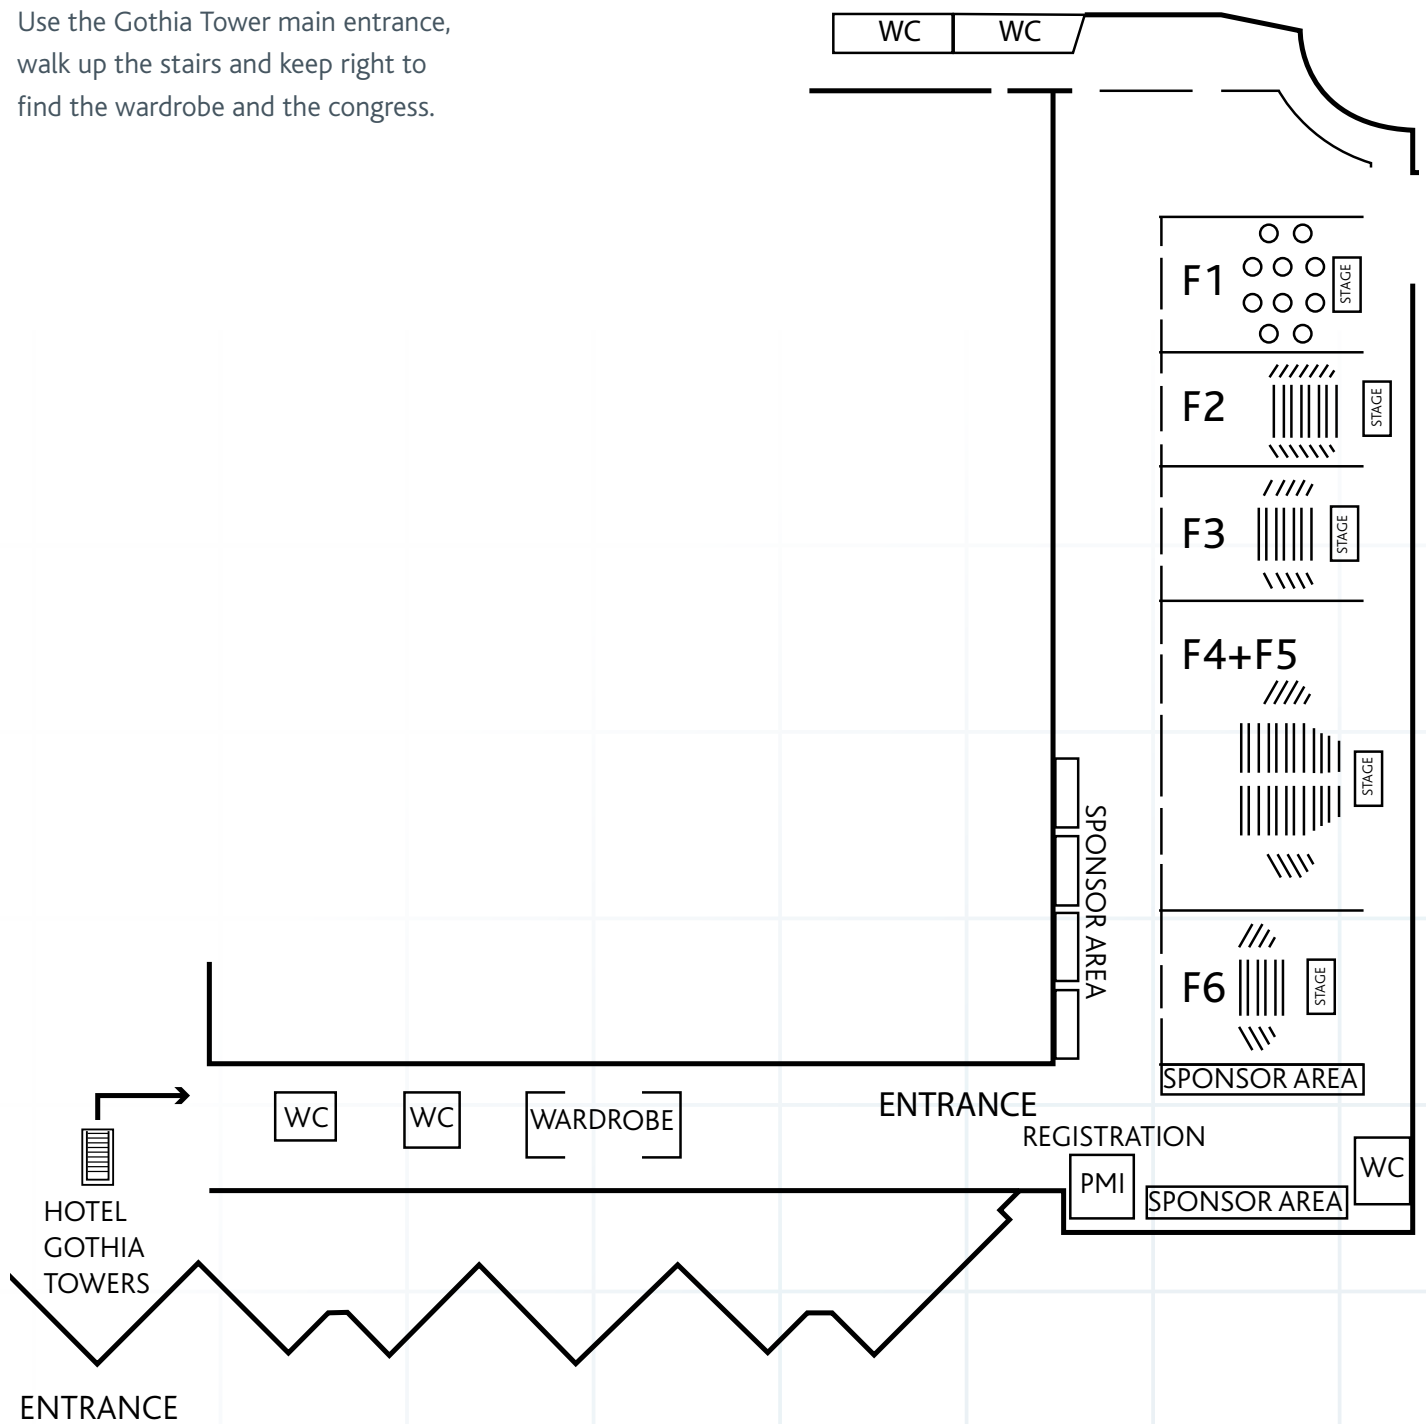 Use the Gothia Tower main entrance,
walk up the stairs and keep right to
find the wardrobe and the congress.
WC
WC
F1
STAGE
F2
STAGE
F3
STAGE
F4+F5
STAGE
SPONSOR AREA
F6
STAGE
SPONSOR AREA
ENTRANCE
WC
WC
WARDROBE
REGISTRATION
PMI
SPONSOR AREA
WC
HOTEL
GOTHIA
TOWERS
ENTRANCE